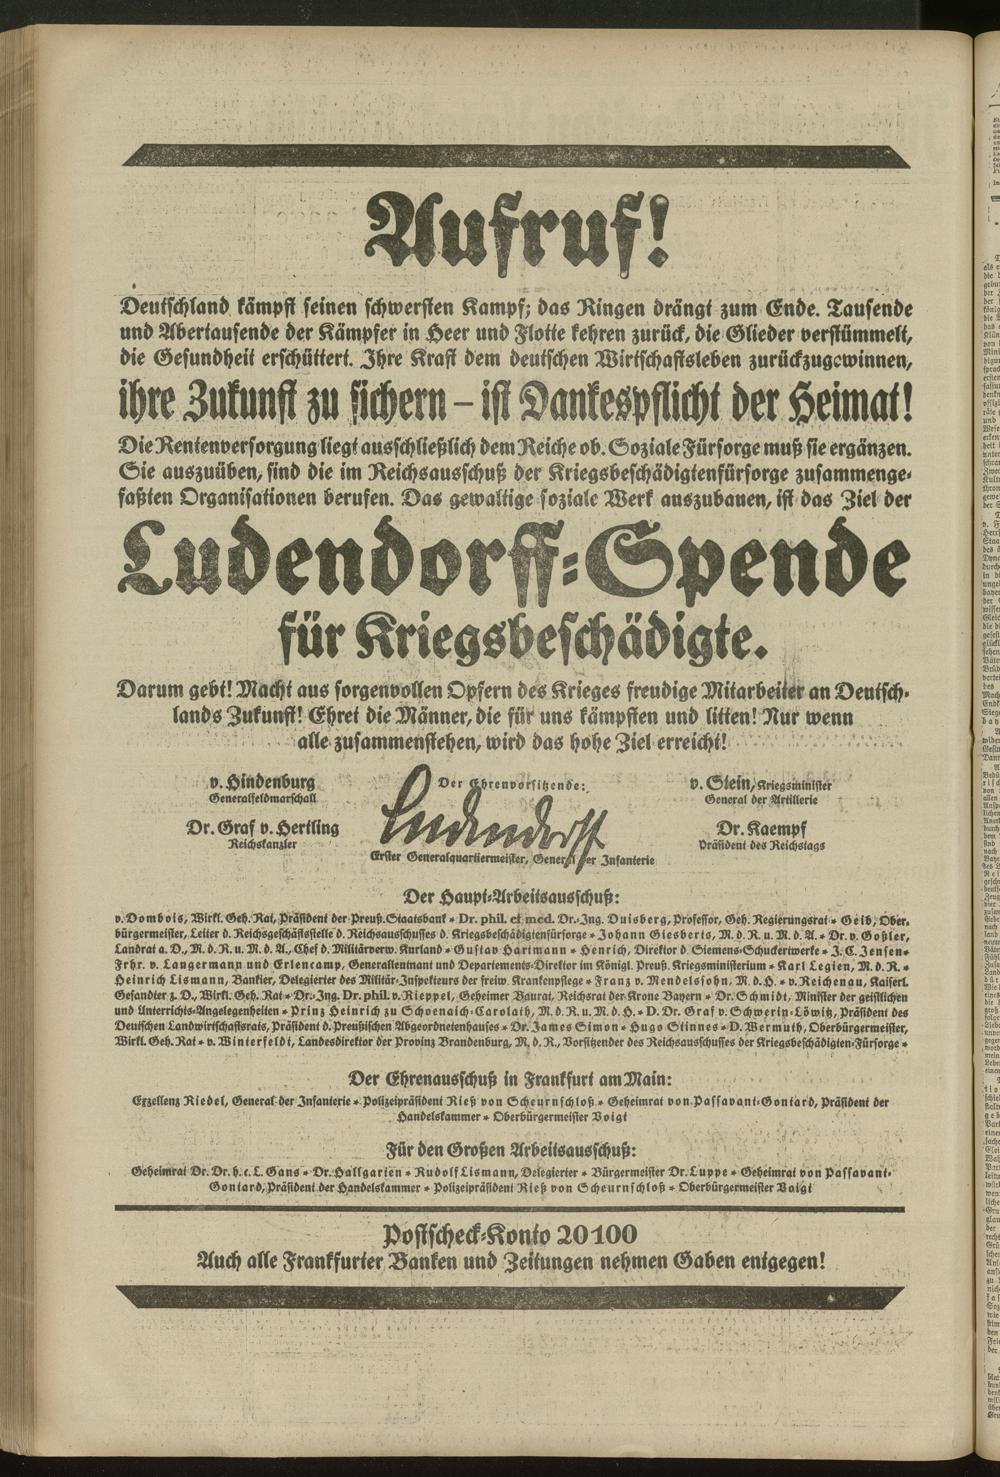 Aufruf!
Deutschland kämpft seinen schwersten Kampf; das Ringen drängt zum Ende. Tausende
und Abertausende der Kämpfer in Heer und Flotte kehren zurück, die Glieder verstümmelt,
die Gesundheit erschüttert. Ihre Kraft dem deutschen Wirtschaftsleben zurückzugewinnen,
ihre Zukunft zu sichern – ist Dankespflicht der Heimat!
Die Rentenversorgung liegt ausschließlich dem Reiche ob. Soziale Fürsorge muß sie ergänzen.
Sie auszuüben, sind die im Reichsausschuß der Kriegsbeschädigtenfürsorge zusammenge-
faßten Organisationen berufen. Das gewaltige soziale Werk auszubauen, ist das Ziel der
Ludendorff-Spende
für Kriegsbeschädigte.
Darum gebt! Macht aus sorgenvollen Opfern des Krieges freudige Mitarbeiter an Deutsch-
lands Zukunft! Ehret die Männer, die für uns kämpften und litten! Nur wenn
alle zusammenstehen, wird das hohe Ziel erreicht!
v. Hindenburg
Generalfeldmarschall
Dr. Graf v. Hertling
Reichskanzler
Der Ehrenvorsitzende:
Ludendorff
Erster Generalquartiermeister, General der Infanterie
v. Stein, Kriegsminister
General der Artillerie
Dr. Kaempf
Präsident des Reichstags
Der Haupt-Arbeitsausschuß:
v. Dombois, Wirkl. Geh. Rat, Präsident der Preuß. Staatsbank * Dr. phil. et med. Dr.-Ing. Duisberg, Professor, Geh. Regierungsrat * Geib, Ober-
bürgermeister, Leiter d. Reichsgeschäftsstelle d. Reichsausschusses d. Kriegsbeschädigtenfürsorge * Johann Giesberts, M. d. R. u. M. d. A. * Dr. v. Goßler,
Landrat a. D., M. d. R. u. M. d. A., Chef d. Militärverw. Kurland * Gustav Hartmann * Henrich, Direktor d. Siemens-Schuckertwerke * J. C. Jensen *
Frhr. v. Langermann und Erlencamp, Generalleutnant und Departements-Direktor im Königl. Preuß. Kriegsministerium * Karl Legien, M. d. R. *
Heinrich Lismann, Bankier, Delegierter des Militär-Inspekteurs der freiw. Krankenpflege * Franz v. Mendelssohn, M. d. H. * v. Reichenau, Kaiserl.
Gesandter z. D., Wirkl. Geh. Rat * Dr.-Ing. Dr. phil. v. Rieppel, Geheimer Baurat, Reichsrat der Krone Bayern * Dr. Schmidt, Minister der geistlichen
und Unterrichts-Angelegenheiten * Prinz Heinrich zu Schoenaich-Carolath, M. d. R. u. M. d. H. * D. Dr. Graf v. Schwerin-Löwitz, Präsident des
Deutschen Landwirtschaftsrats, Präsident d. Preußischen Abgeordnetenhauses * Dr. James Simon * Hugo Stinnes * D. Wermuth, Oberbürgermeister,
Wirkl. Geh. Rat * v. Winterfeldt, Landesdirektor der Provinz Brandenburg, M. d. R., Vorsitzender des Reichsausschusses der Kriegsbeschädigten-Fürsorge *
Der Ehrenausschuß in Frankfurt am Main:
Exzellenz Riedel, General der Infanterie * Polizeipräsident Rieß von Scheurnschloß * Geheimrat von Passavant-Gontard, Präsident der
Handelskammer * Oberbürgermeister Voigt
Für den Großen Arbeitsausschuß:
Geheimrat Dr. Dr. h. c. L. Gans * Dr. Hallgarten * Rudolf Lismann, Delegierter * Bürgermeister Dr. Luppe * Geheimrat von Passavant-
Gontard, Präsident der Handelskammer * Polizeipräsident Rieß von Scheurnschloß * Oberbürgermeister Voigt
Postscheck-Konto 20100
Auch alle Frankfurter Banken und Zeitungen nehmen Gaben entgegen!